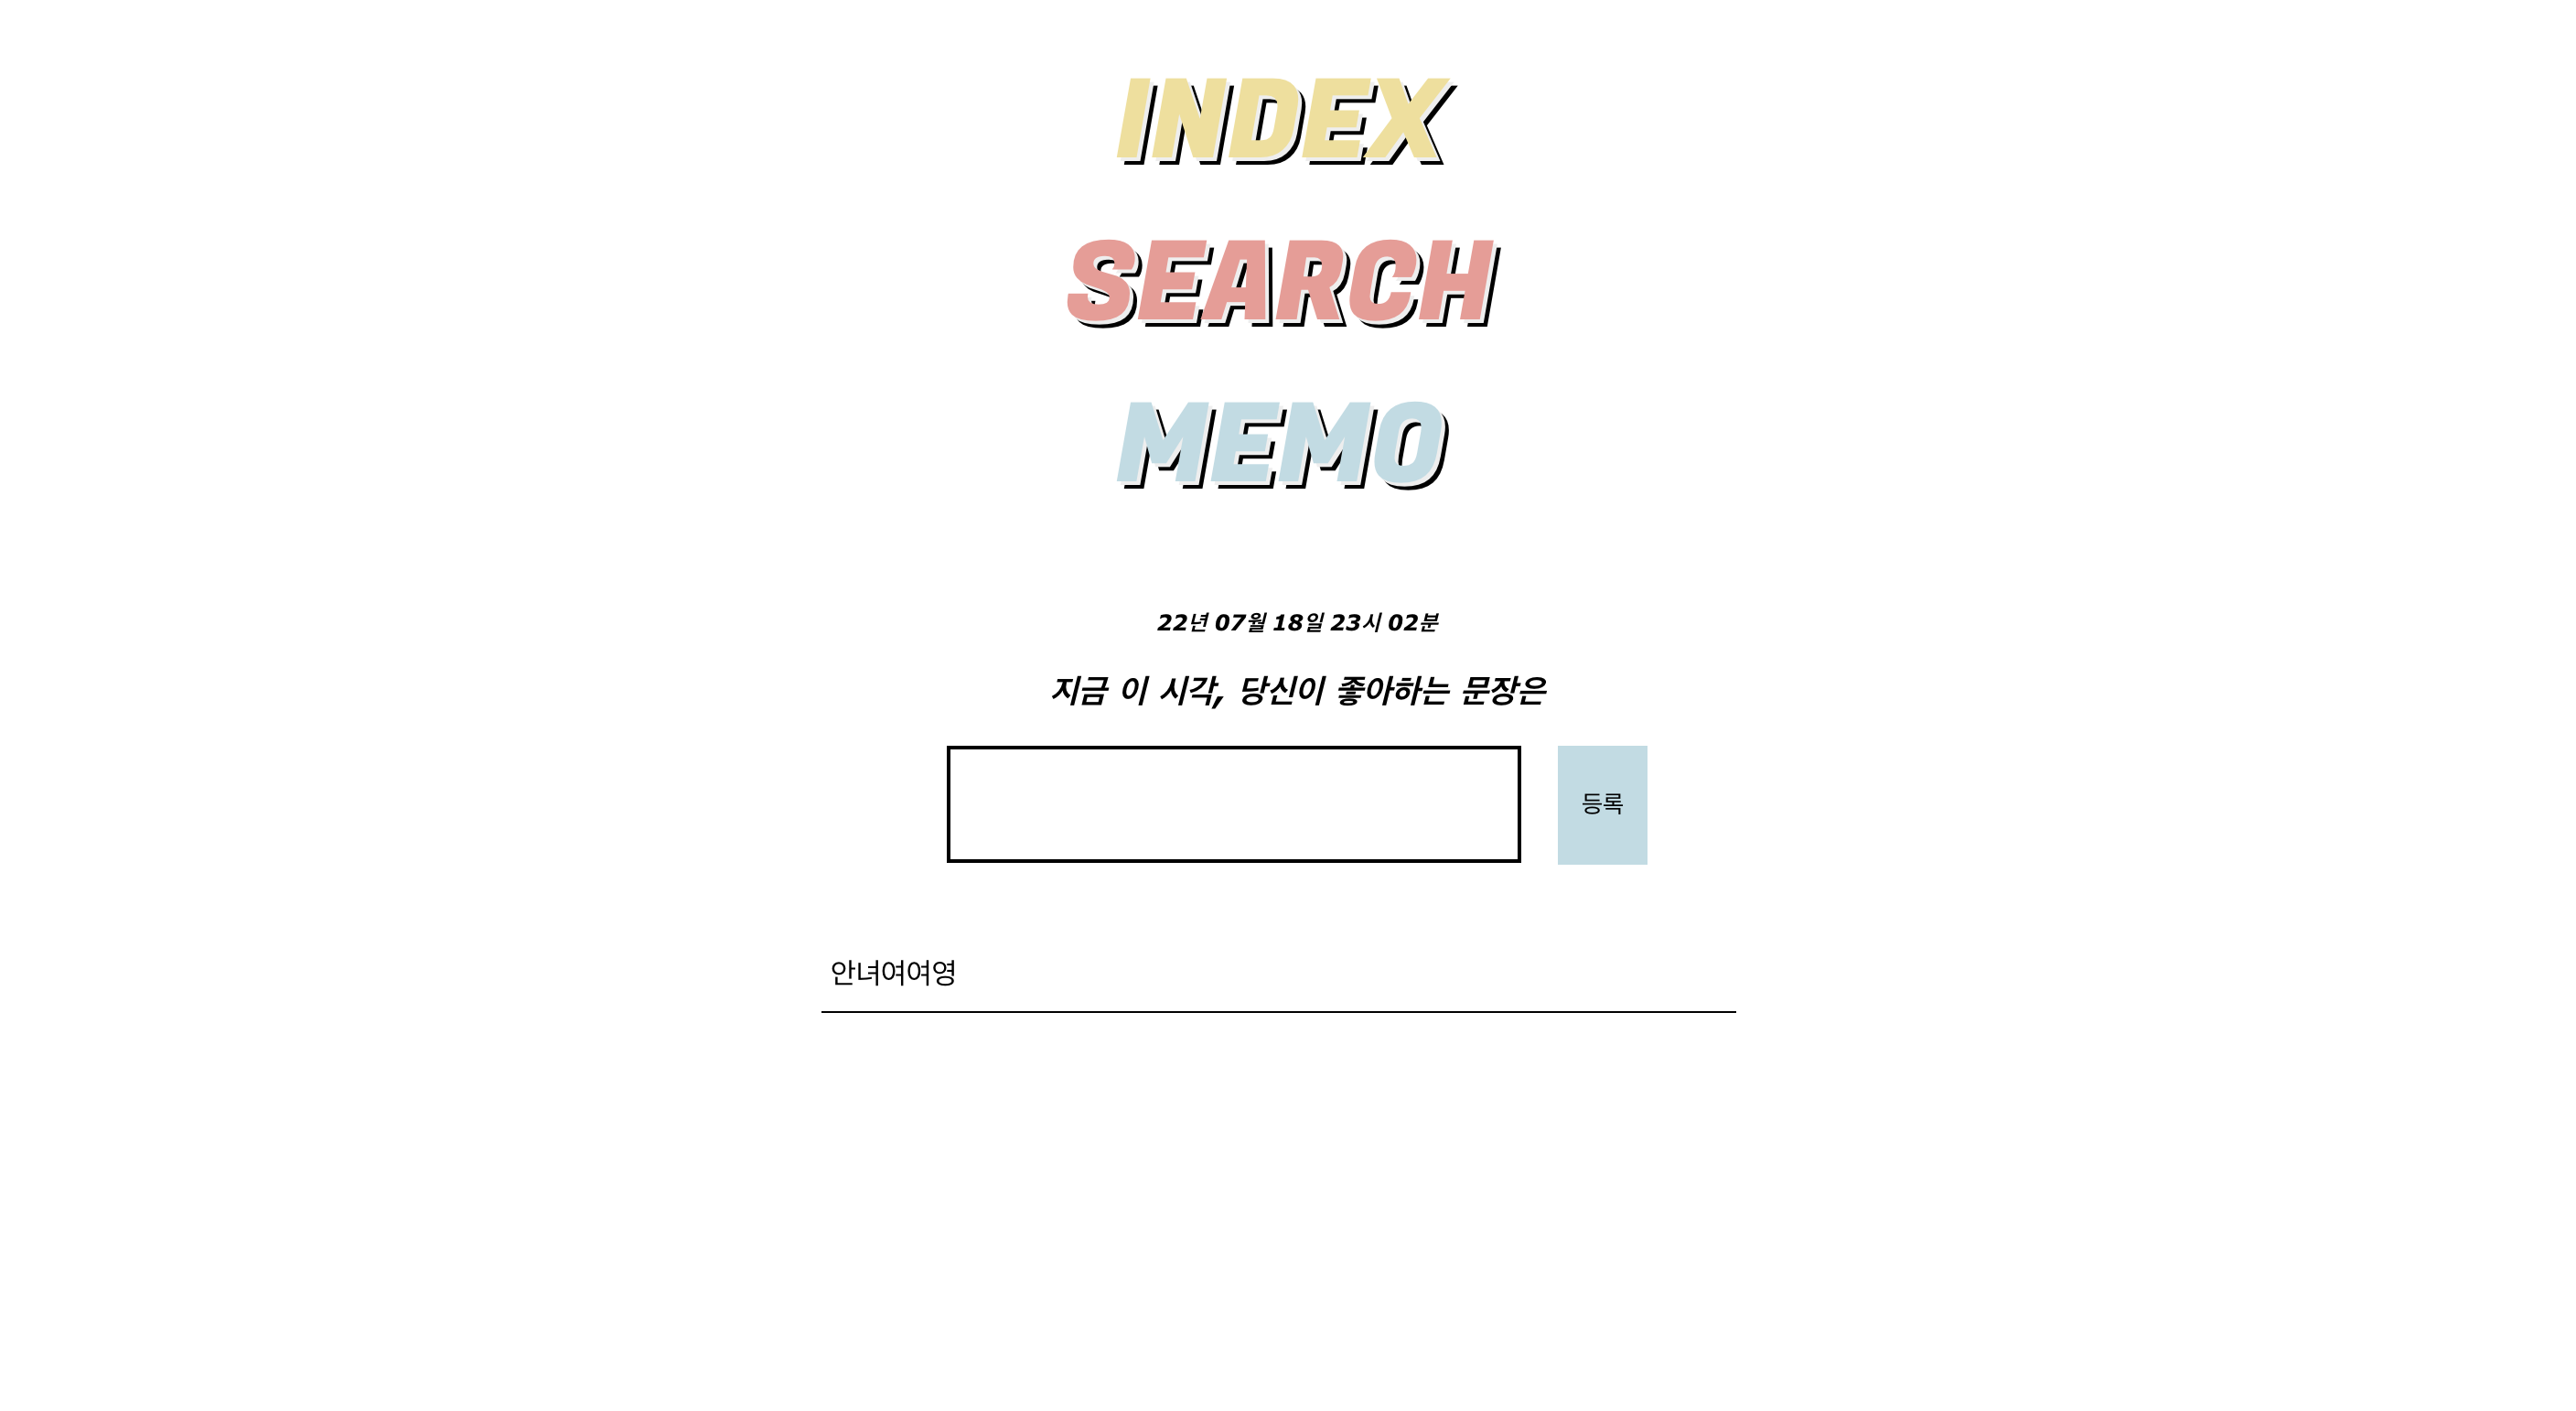 INDEX
SEARCH
MEMO
22년 07월 18일 23시 02분
지금 이 시각, 당신이 좋아하는 문장은
등록
안녀여여영